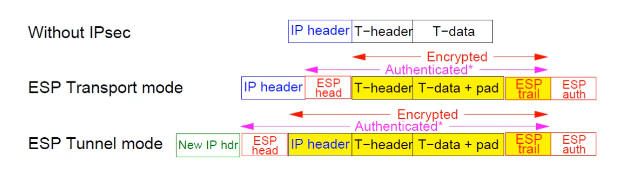 Without IPsec IP header T−header T−data
Encrypted
Authenticated*
ESP Transport mode IP header ESP head T−header T−data + pad ESP trail ESP auth
Encrypted
Authenticated*
ESP Tunnel mode New IP hdr ESP head IP header T−header T−data + pad ESP trail ESP auth